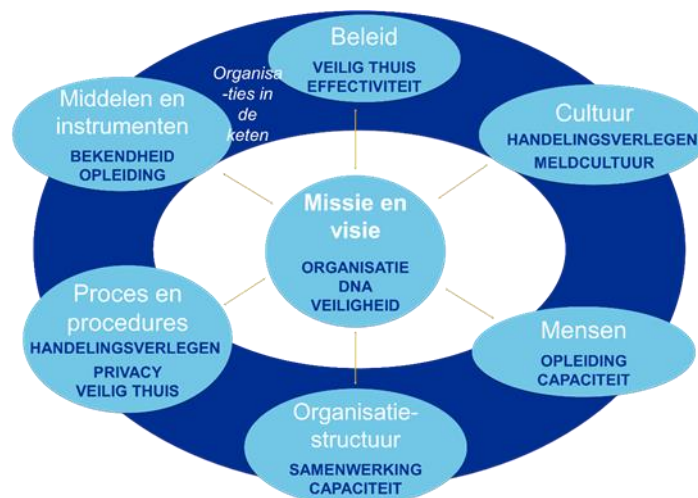 Beleid
VEILIG THUIS
EFFECTIVITEIT
Organisa
-ties in
de
keten
Middelen en
instrumenten
BEKENDHEID
OPLEIDING
Cultuur
HANDELINGSVERLEGEN
MELDCULTUUR
Missie en
visie
ORGANISATIE
DNA
VEILIGHEID
Proces en
procedures
HANDELINGSVERLEGEN
PRIVACY
VEILIG THUIS
Mensen
OPLEIDING
CAPACITEIT
Organisatie-
structuur
SAMENWERKING
CAPACITEIT